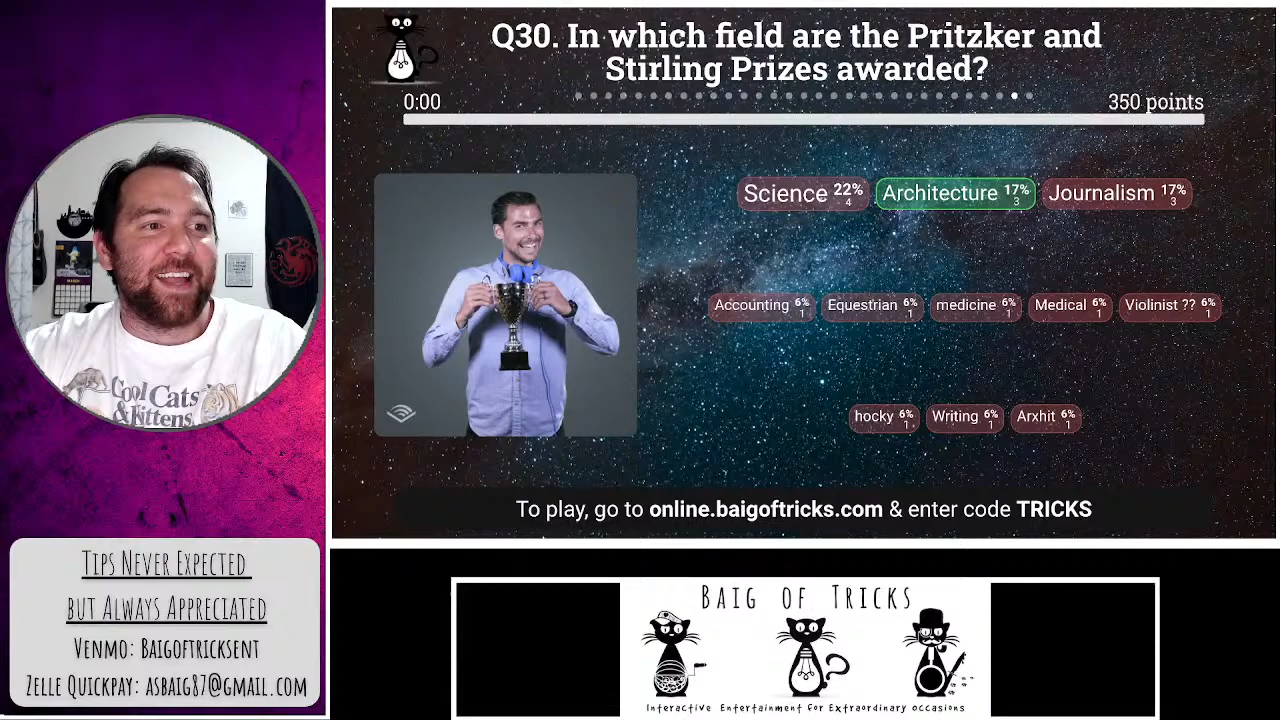 Q30. In which field are the Pritzker and
Stirling Prizes awarded?
0:00
350 points
Science 22% 4
Architecture 17% 3
Journalism 17% 3
Accounting 6% 1
Equestrian 6% 1
medicine 6% 1
Medical 6% 1
Violinist ?? 6% 1
hocky 6% 1
Writing 6% 1
Arxhit 6% 1
To play, go to online.baigoftricks.com & enter code TRICKS
MARCH
Cool Cats
& Kittens
Tips Never Expected
but Always Appreciated
Venmo: Baigoftricksent
Zelle Quickpay: asbaig87@gmail.com
Baig of Tricks
Interactive Entertainment for Extraordinary Occasions